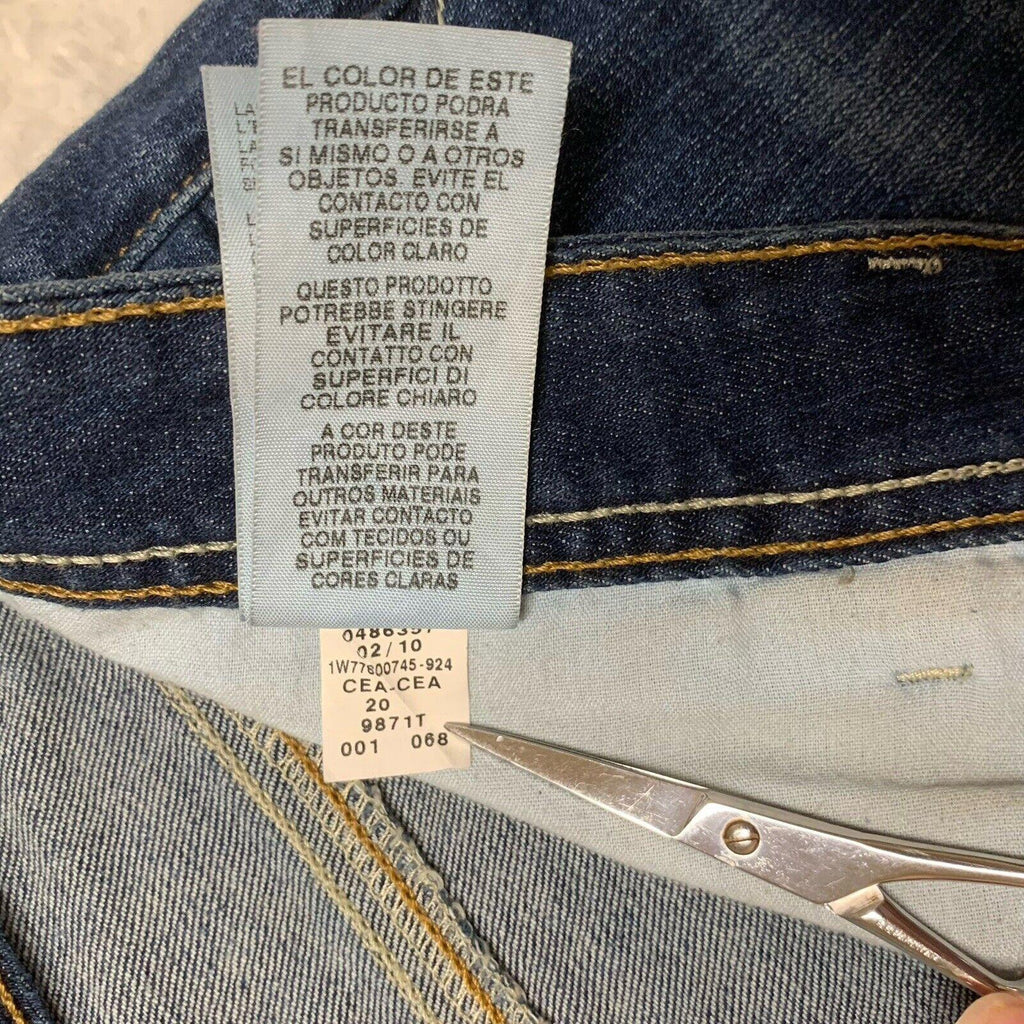 EL COLOR DE ESTE
PRODUCTO PODRA
TRANSFERIRSE A
SI MISMO O A OTROS
OBJETOS EVITE EL
CONTACTO CON
SUPERFICIES DE
COLOR CLARO
QUESTO PRODOTTO
POTREBBE STINGERE
EVITARE IL
CONTATTO CON
SUPERFICI DI
COLORE CHIARO
A COR DESTE
PRODUTO PODE
TRANSFERIR PARA
OUTROS MATERIAIS
EVITAR CONTACTO
COM TECIDOS OU
SUPERFICIES DE
CORES CLARAS
0486357
02/10
1W77600745-924
CEA-CEA
20
9871T
001 068